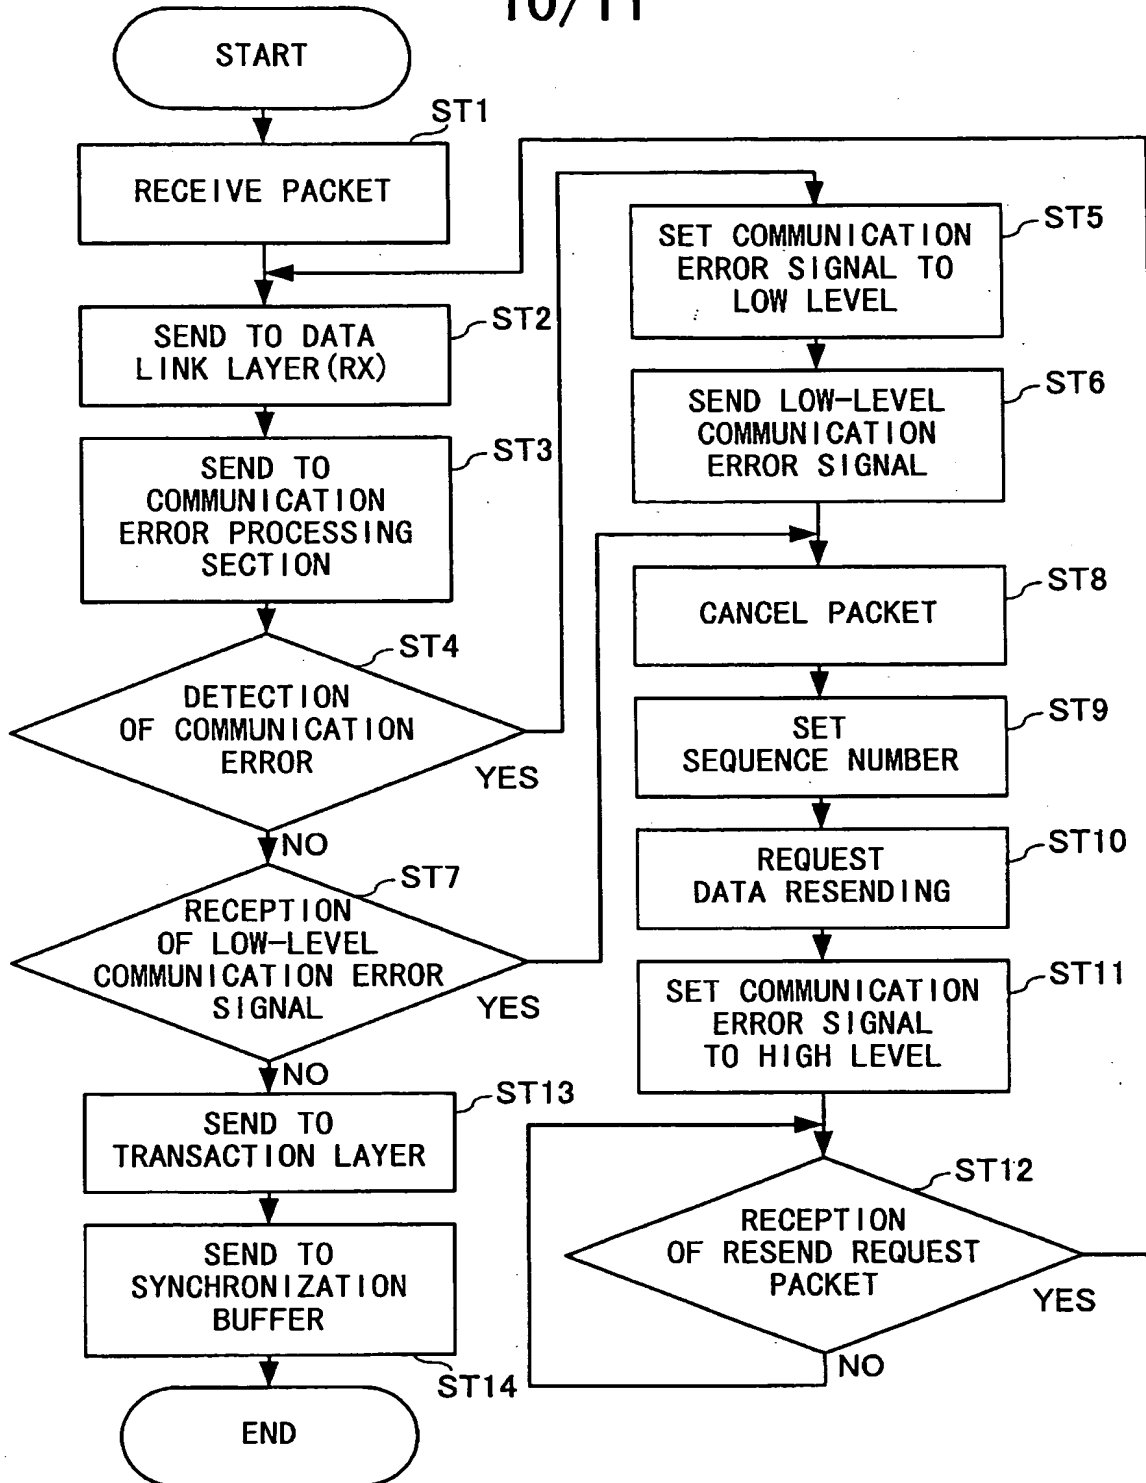 10/11
START
ST1
RECEIVE PACKET
ST2
SEND TO DATA
LINK LAYER(RX)
ST3
SEND TO
COMMUNICATION
ERROR PROCESSING
SECTION
ST4
DETECTION
OF COMMUNICATION
ERROR
YES
NO
ST7
RECEPTION
OF LOW-LEVEL
COMMUNICATION ERROR
SIGNAL
YES
NO
ST13
SEND TO
TRANSACTION LAYER
SEND TO
SYNCHRONIZATION
BUFFER
ST14
END
ST5
SET COMMUNICATION
ERROR SIGNAL TO
LOW LEVEL
ST6
SEND LOW-LEVEL
COMMUNICATION
ERROR SIGNAL
ST8
CANCEL PACKET
ST9
SET
SEQUENCE NUMBER
ST10
REQUEST
DATA RESENDING
ST11
SET COMMUNICATION
ERROR SIGNAL
TO HIGH LEVEL
ST12
RECEPTION
OF RESEND REQUEST
PACKET
YES
NO